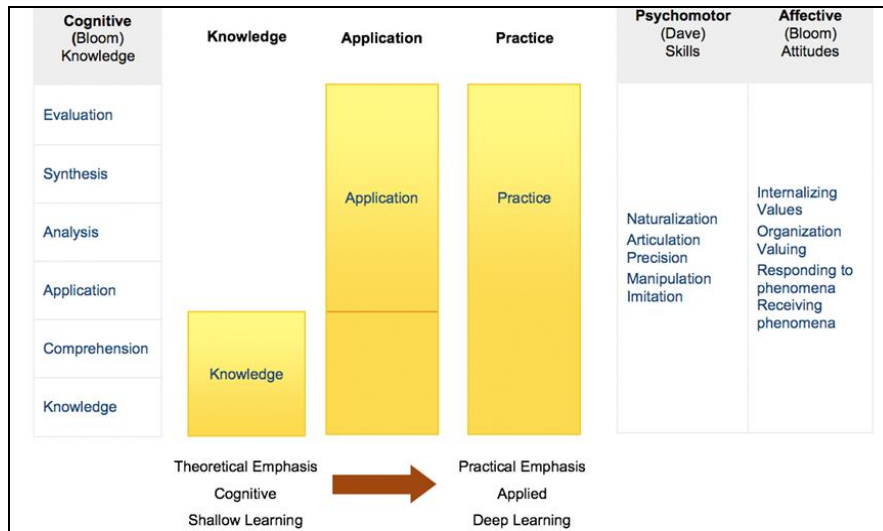 Cognitive
(Bloom)
Knowledge
Knowledge
Application
Practice
Psychomotor
(Dave)
Skills
Affective
(Bloom)
Attitudes
Evaluation
Synthesis
Analysis
Application
Comprehension
Knowledge
Knowledge
Application
Practice
Naturalization
Articulation
Precision
Manipulation
Imitation
Internalizing
Values
Organization
Valuing
Responding to
phenomena
Receiving
phenomena
Theoretical Emphasis
Cognitive
Shallow Learning
Practical Emphasis
Applied
Deep Learning